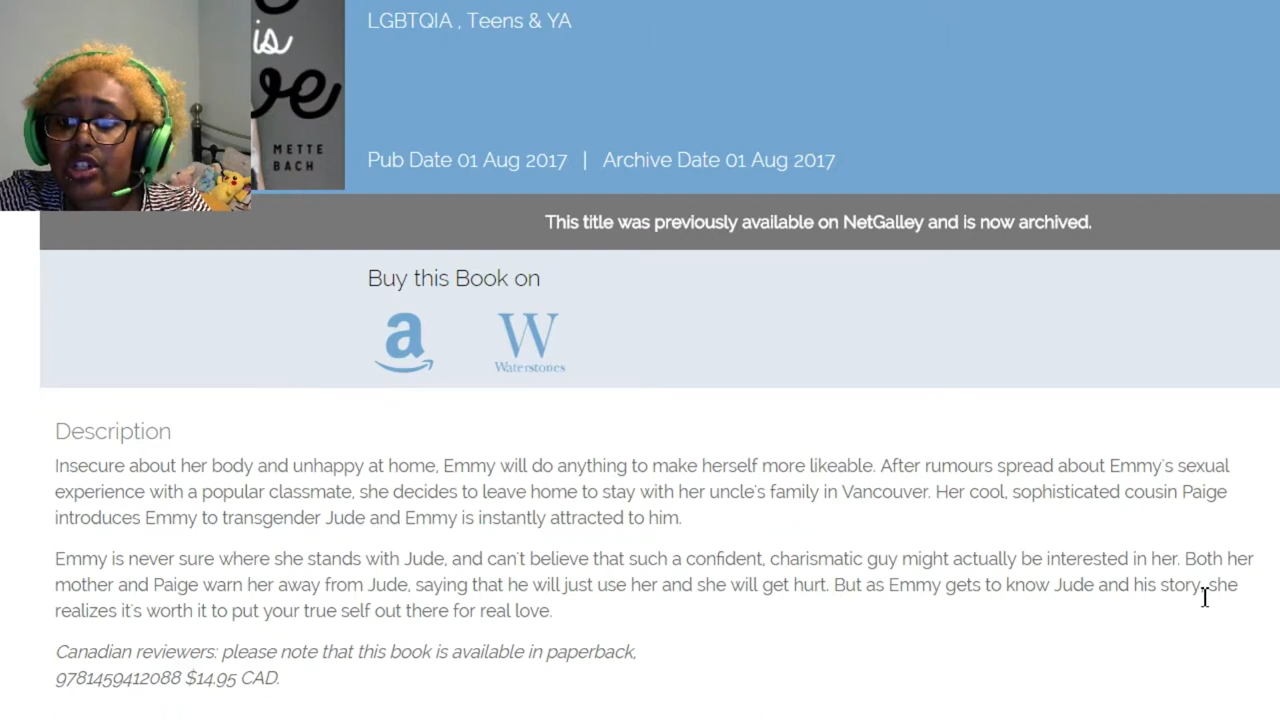 LGBTQIA , Teens & YA
is
ve
METTE
BACH
Pub Date 01 Aug 2017 | Archive Date 01 Aug 2017
This title was previously available on NetGalley and is now archived.
Buy this Book on
a W
Waterstones
Description
Insecure about her body and unhappy at home, Emmy will do anything to make herself more likeable. After rumours spread about Emmy's sexual
experience with a popular classmate, she decides to leave home to stay with her uncle's family in Vancouver. Her cool, sophisticated cousin Paige
introduces Emmy to transgender Jude and Emmy is instantly attracted to him.
Emmy is never sure where she stands with Jude, and can't believe that such a confident, charismatic guy might actually be interested in her. Both her
mother and Paige warn her away from Jude, saying that he will just use her and she will get hurt. But as Emmy gets to know Jude and his story, she
realizes it's worth it to put your true self out there for real love.
Canadian reviewers: please note that this book is available in paperback,
9781459412088 $14.95 CAD.